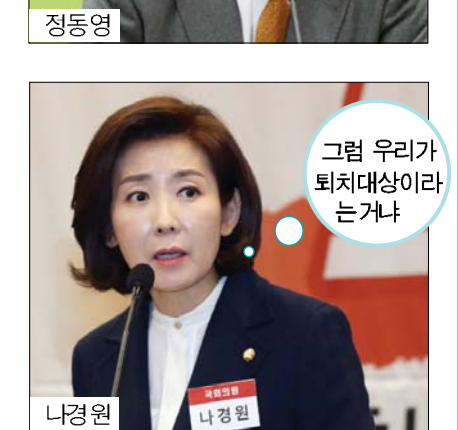 정동영
그럼 우리가
퇴치대상이라
는거냐
국회의원
나경원
나경원